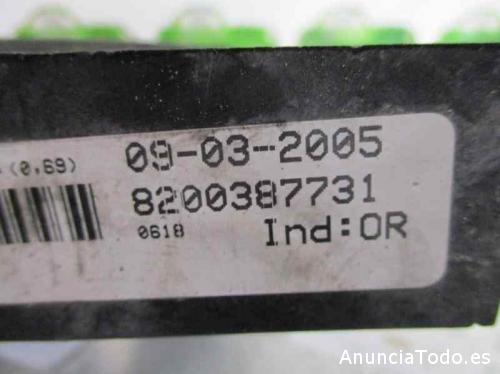 (0,69) 09-03-2005
8200387731
0618 Ind:OR
AnunciaTodo.es